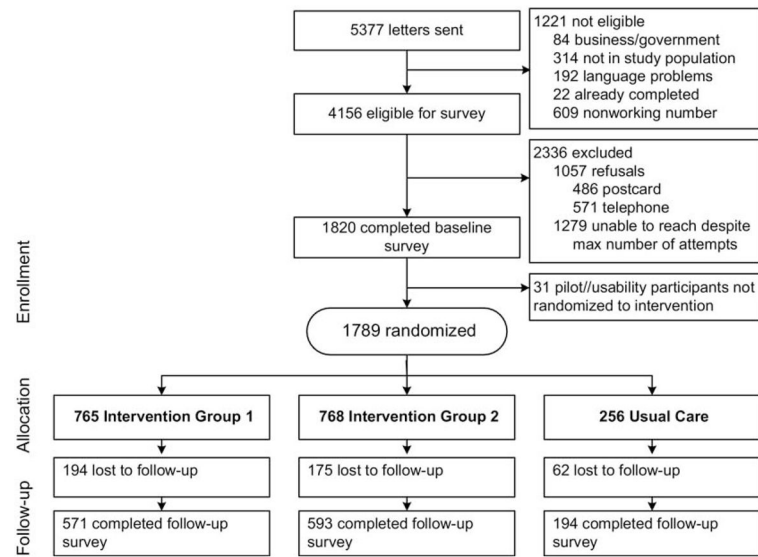 5377 letters sent
1221 not eligible
84 business/government
314 not in study population
192 language problems
22 already completed
609 nonworking number
4156 eligible for survey
2336 excluded
1057 refusals
486 postcard
571 telephone
1279 unable to reach despite
max number of attempts
1820 completed baseline
survey
31 pilot//usability participants not
randomized to intervention
Enrollment
1789 randomized
Allocation
765 Intervention Group 1
768 Intervention Group 2
256 Usual Care
Follow-up
194 lost to follow-up
175 lost to follow-up
62 lost to follow-up
571 completed follow-up
survey
593 completed follow-up
survey
194 completed follow-up
survey